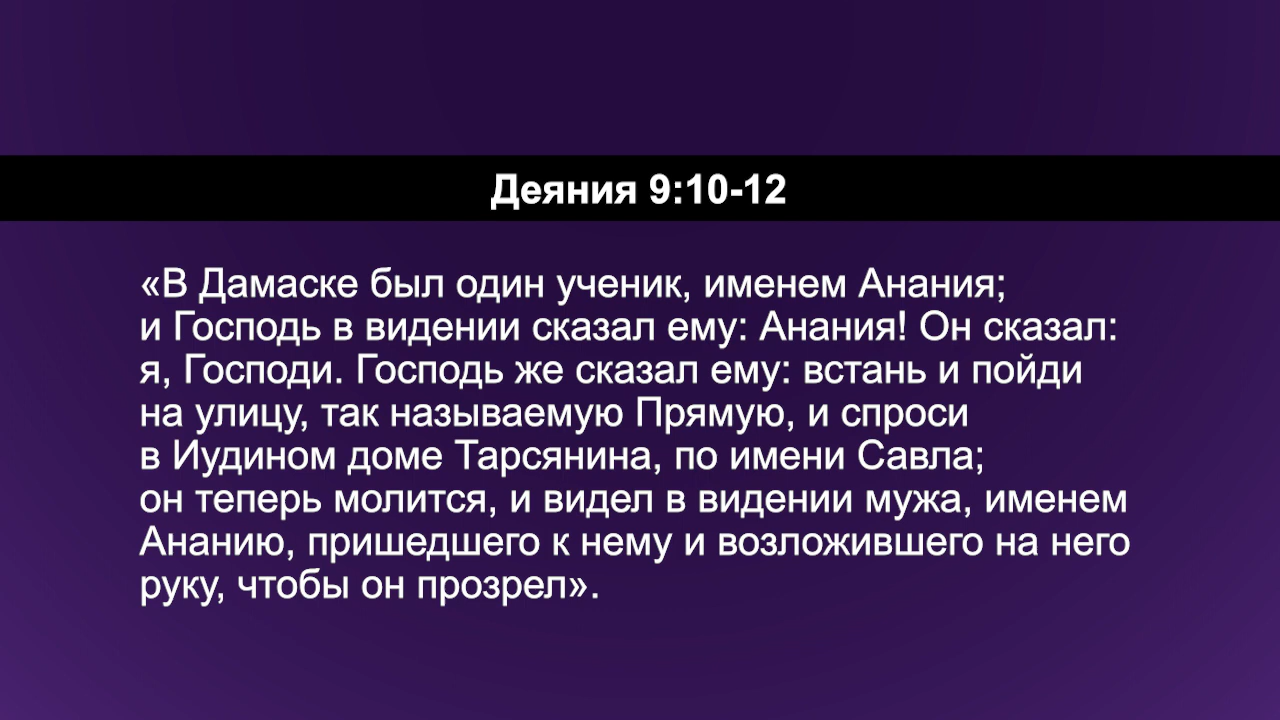 Деяния 9:10-12
«В Дамаске был один ученик, именем Анания;
и Господь в видении сказал ему: Анания! Он сказал:
я, Господи. Господь же сказал ему: встань и пойди
на улицу, так называемую Прямую, и спроси
в Иудином доме Тарсянина, по имени Савла;
он теперь молится, и видел в видении мужа, именем
Ананию, пришедшего к нему и возложившего на него
руку, чтобы он прозрел».